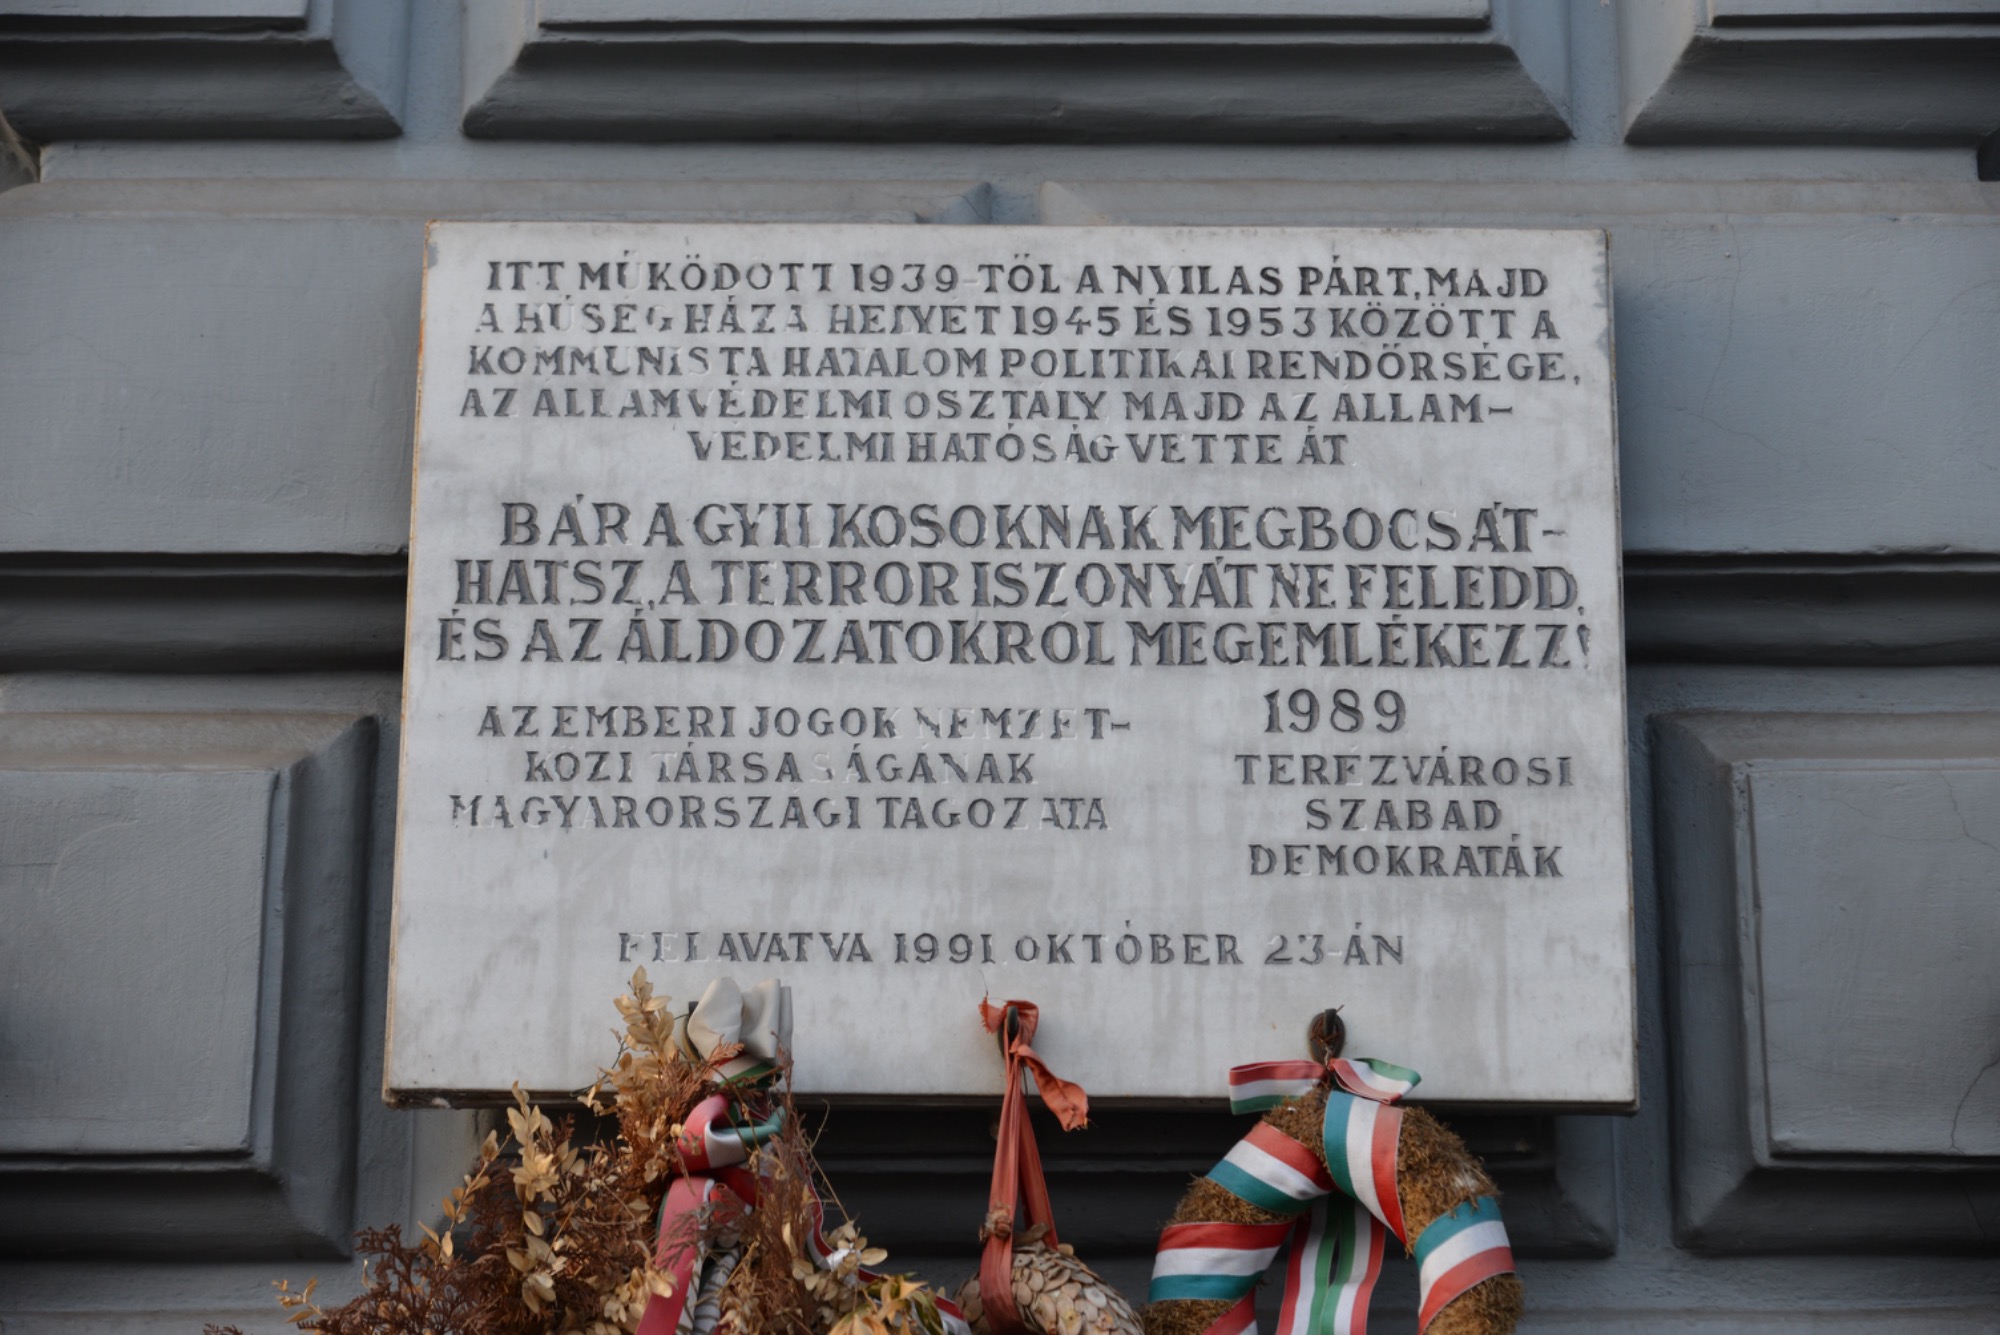 ITT MŰKÖDÖTT 1939-TŐL A NYILAS PÁRT, MAJD
A HŰSÉG HÁZA HELYÉT 1945 ÉS 1953 KÖZÖTT A
KOMMUNISTA HATALOM POLITIKAI RENDŐRSÉGE,
AZ ÁLLAMVÉDELMI OSZTÁLY MAJD AZ ÁLLAM-
VÉDELMI HATÓSÁG VETTE ÁT
BÁR A GYILKOSOKNAK MEGBOCSÁT-
HATSZ, A TERROR ISZONYÁT NE FELEDD,
ÉS AZ ÁLDOZATOKRÓL MEGEMLÉKEZZ!
1989
AZ EMBERI JOGOK NEMZET-
KÖZI TÁRSASÁGÁNAK
MAGYARORSZÁGI TAGOZATA
TERÉZVÁROSI
SZABAD
DEMOKRATÁK
FELAVATVA 1991. OKTÓBER 23-ÁN